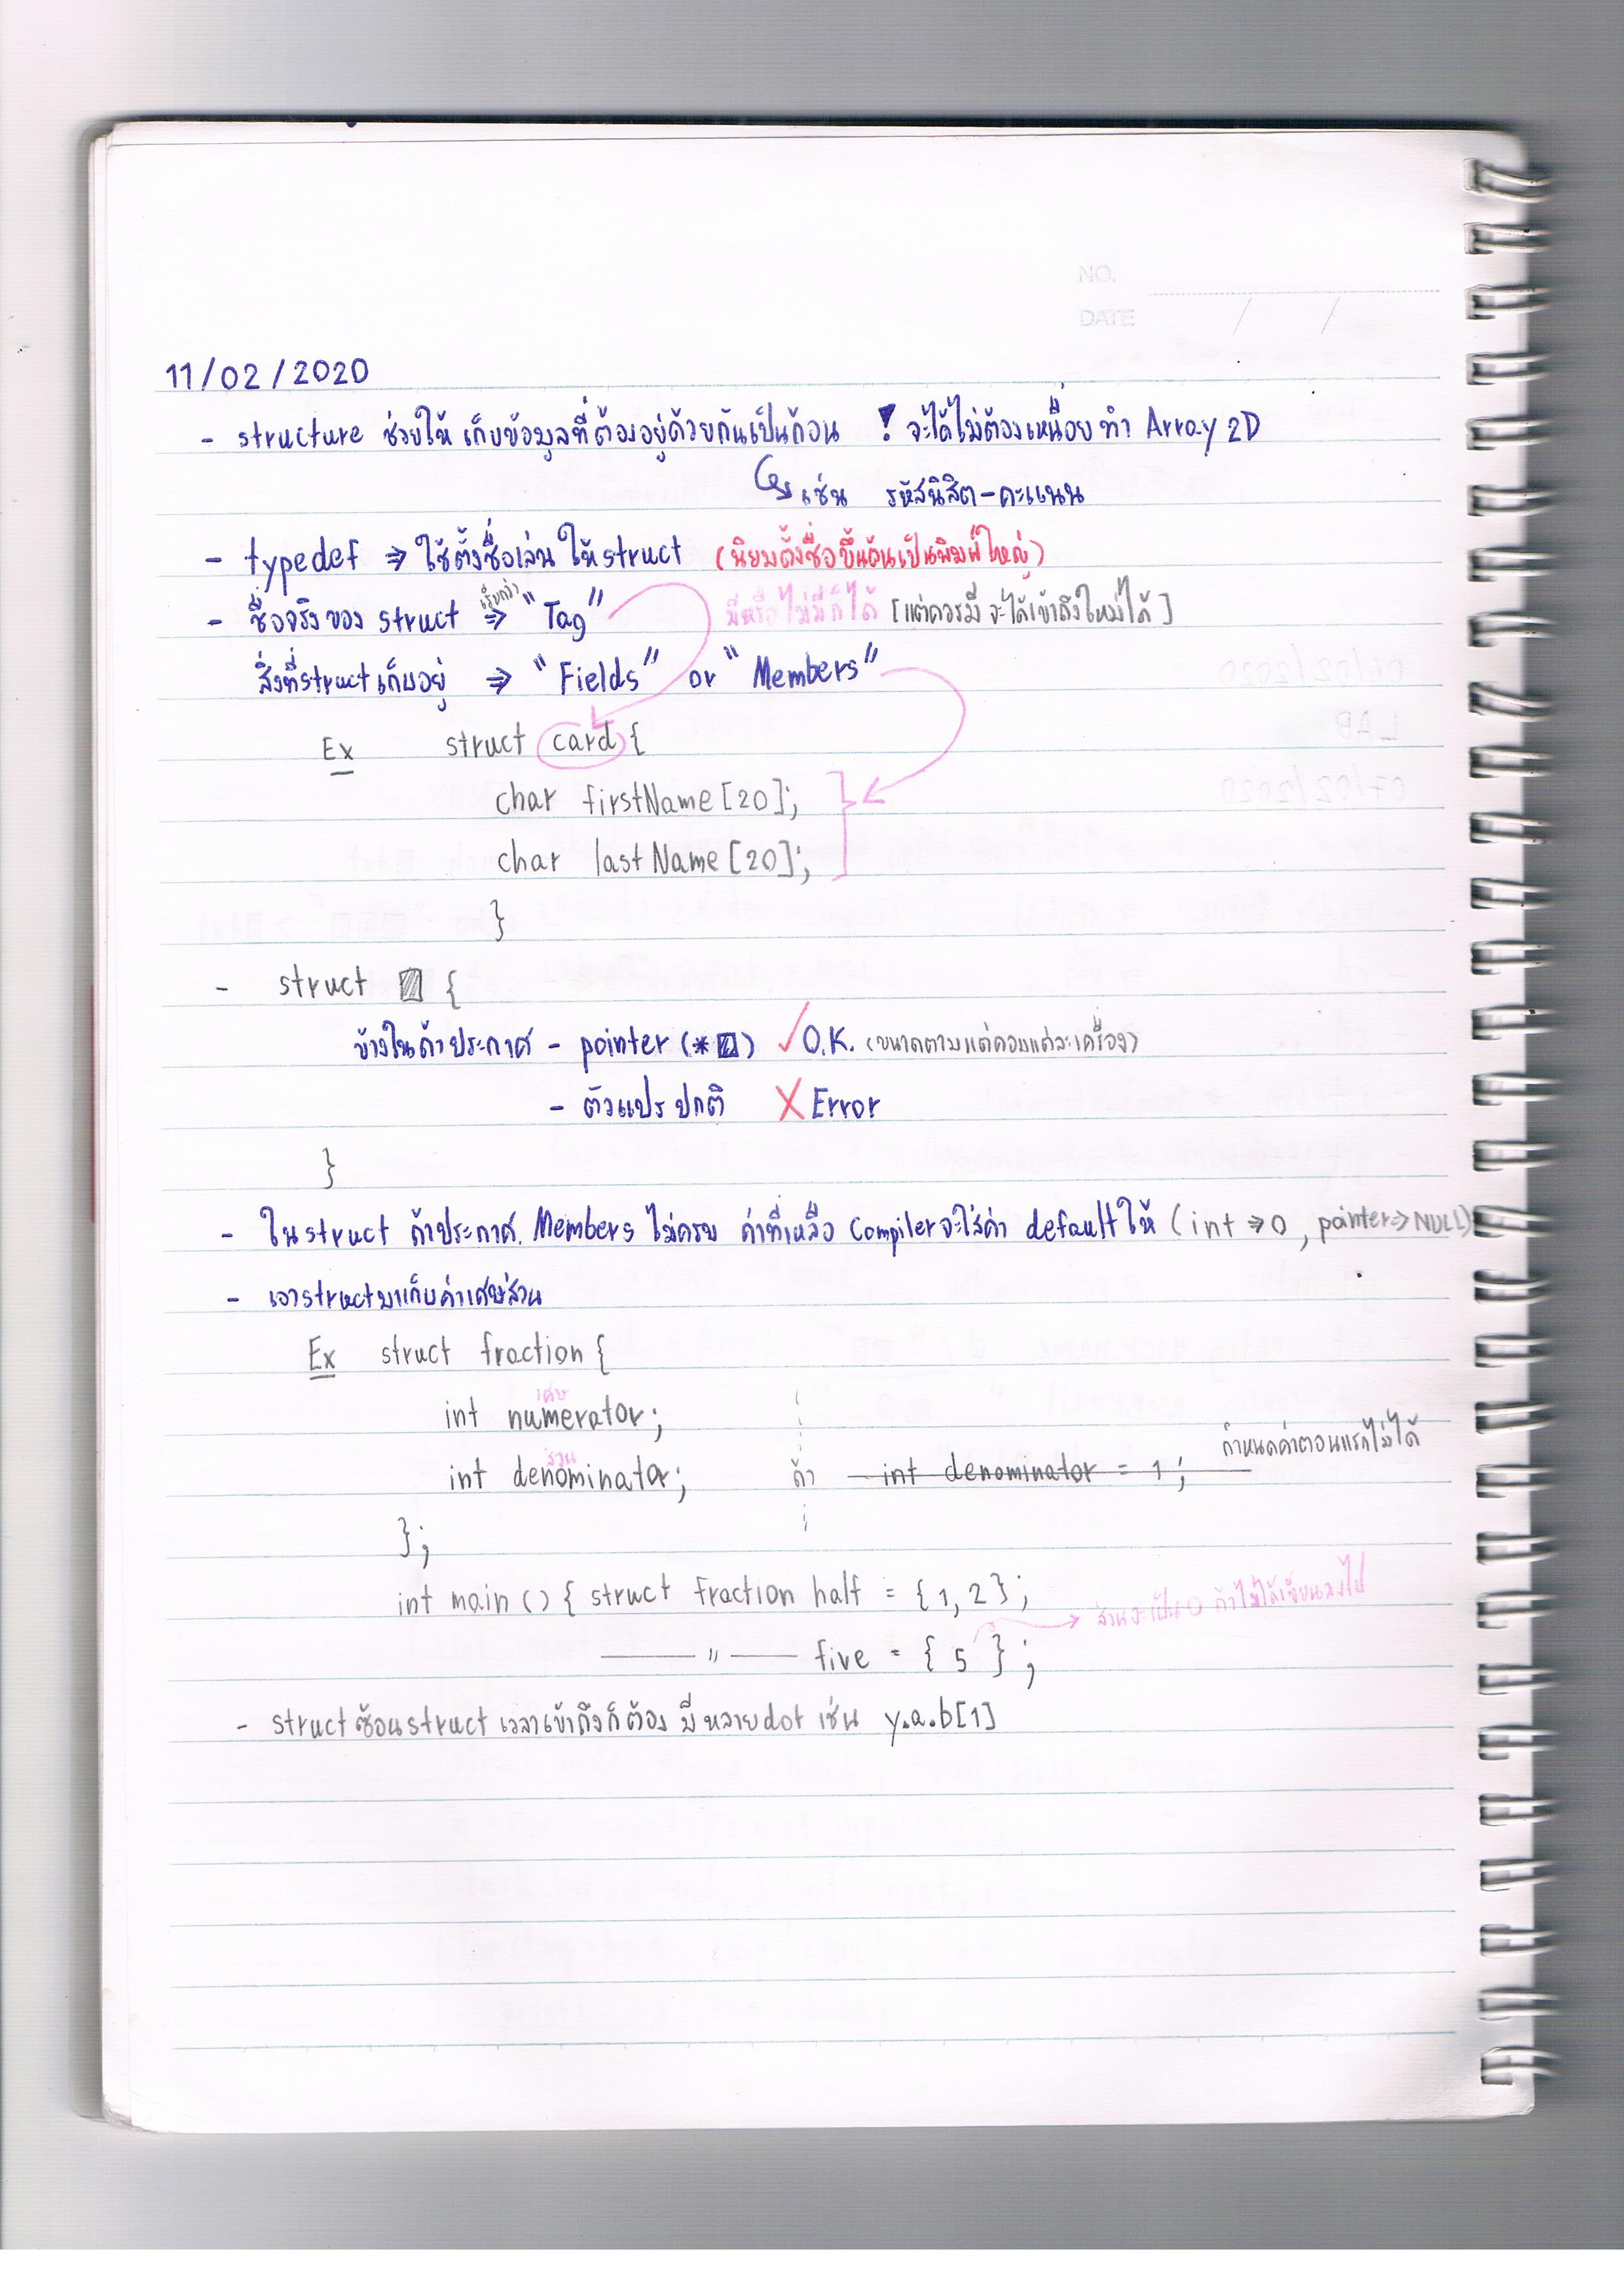 NO.
DATE / /
11/02/2020
- structure ช่วยให้ เก็บข้อมูลที่ต้องอยู่ด้วยกันเป็นก้อน ! จะได้ไม่ต้องเหนื่อย ทำ Array 2D
เช่น รหัสนิสิต-คะแนน
- typedef ⇒ ใช้ตั้งชื่อเล่น ให้ struct (นิยมตั้งชื่อขึ้นต้นเป็นพิมพ์ใหญ่)
- ชื่อจริง ของ struct เรียกว่า ⇒ "Tag" มีหรือไม่มีก็ได้ [แต่ควรมี จะได้เข้าถึงใหม่ได้]
สิ่งที่structเก็บอยู่ ⇒ "Fields" or "Members"
Ex struct card {
char firstName[20];
char lastName[20];
}
- struct {
ข้างในถ้าประกาศ - pointer (*) ✓ O.K. (ขนาดตามแต่คอมแต่ละเครื่อง)
- ตัวแปร ปกติ X Error
}
- ใน struct ถ้าประกาศ Members ไม่ครบ ค่าที่เหลือ Compiler จะใส่ค่า default ให้ (int ⇒ 0, pointer ⇒ NULL)
- เอาstructมาเก็บค่าเศษส่วน
Ex struct fraction {
เศษ
int numerator;
ส่วน
int denominator; ถ้า int denominator = 1; กำหนดค่าตอนแรกไม่ได้
};
int main () { struct fraction half = {1, 2};
ส่วนจะเป็น 0 ถ้าไม่ได้เขียนลงไป
—— " —— five = { 5 };
- structซ้อนstruct เวลาเข้าถึงก็ต้อง มี หลายdot เช่น y.a.b[1]